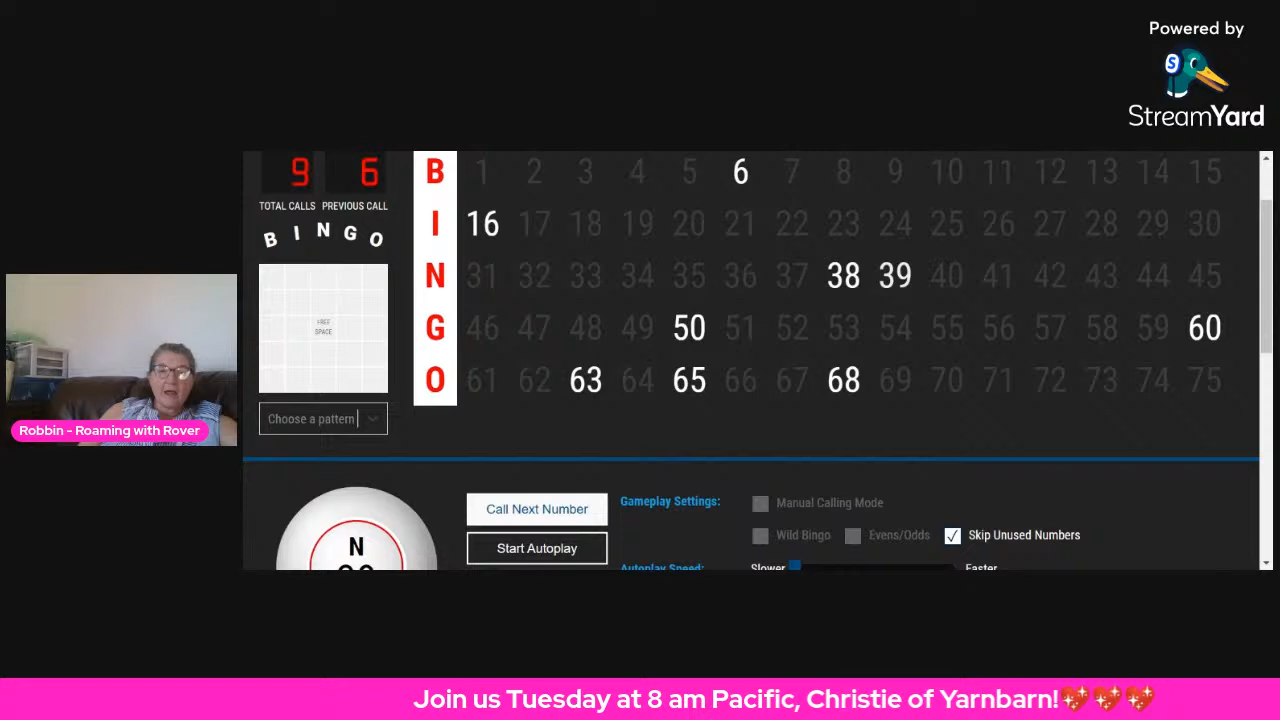 Powered by
S
StreamYard
9 6
TOTAL CALLS PREVIOUS CALL
B I N G O
FREE
SPACE
Choose a pattern
B 1 2 3 4 5 6 7 8 9 10 11 12 13 14 15
I 16 17 18 19 20 21 22 23 24 25 26 27 28 29 30
N 31 32 33 34 35 36 37 38 39 40 41 42 43 44 45
G 46 47 48 49 50 51 52 53 54 55 56 57 58 59 60
O 61 62 63 64 65 66 67 68 69 70 71 72 73 74 75
Robbin - Roaming with Rover
N
Call Next Number
Start Autoplay
Gameplay Settings:
Manual Calling Mode
Wild Bingo Evens/Odds Skip Unused Numbers
Autoplay Speed: Slower Faster
Join us Tuesday at 8 am Pacific, Christie of Yarnbarn!💖💖💖